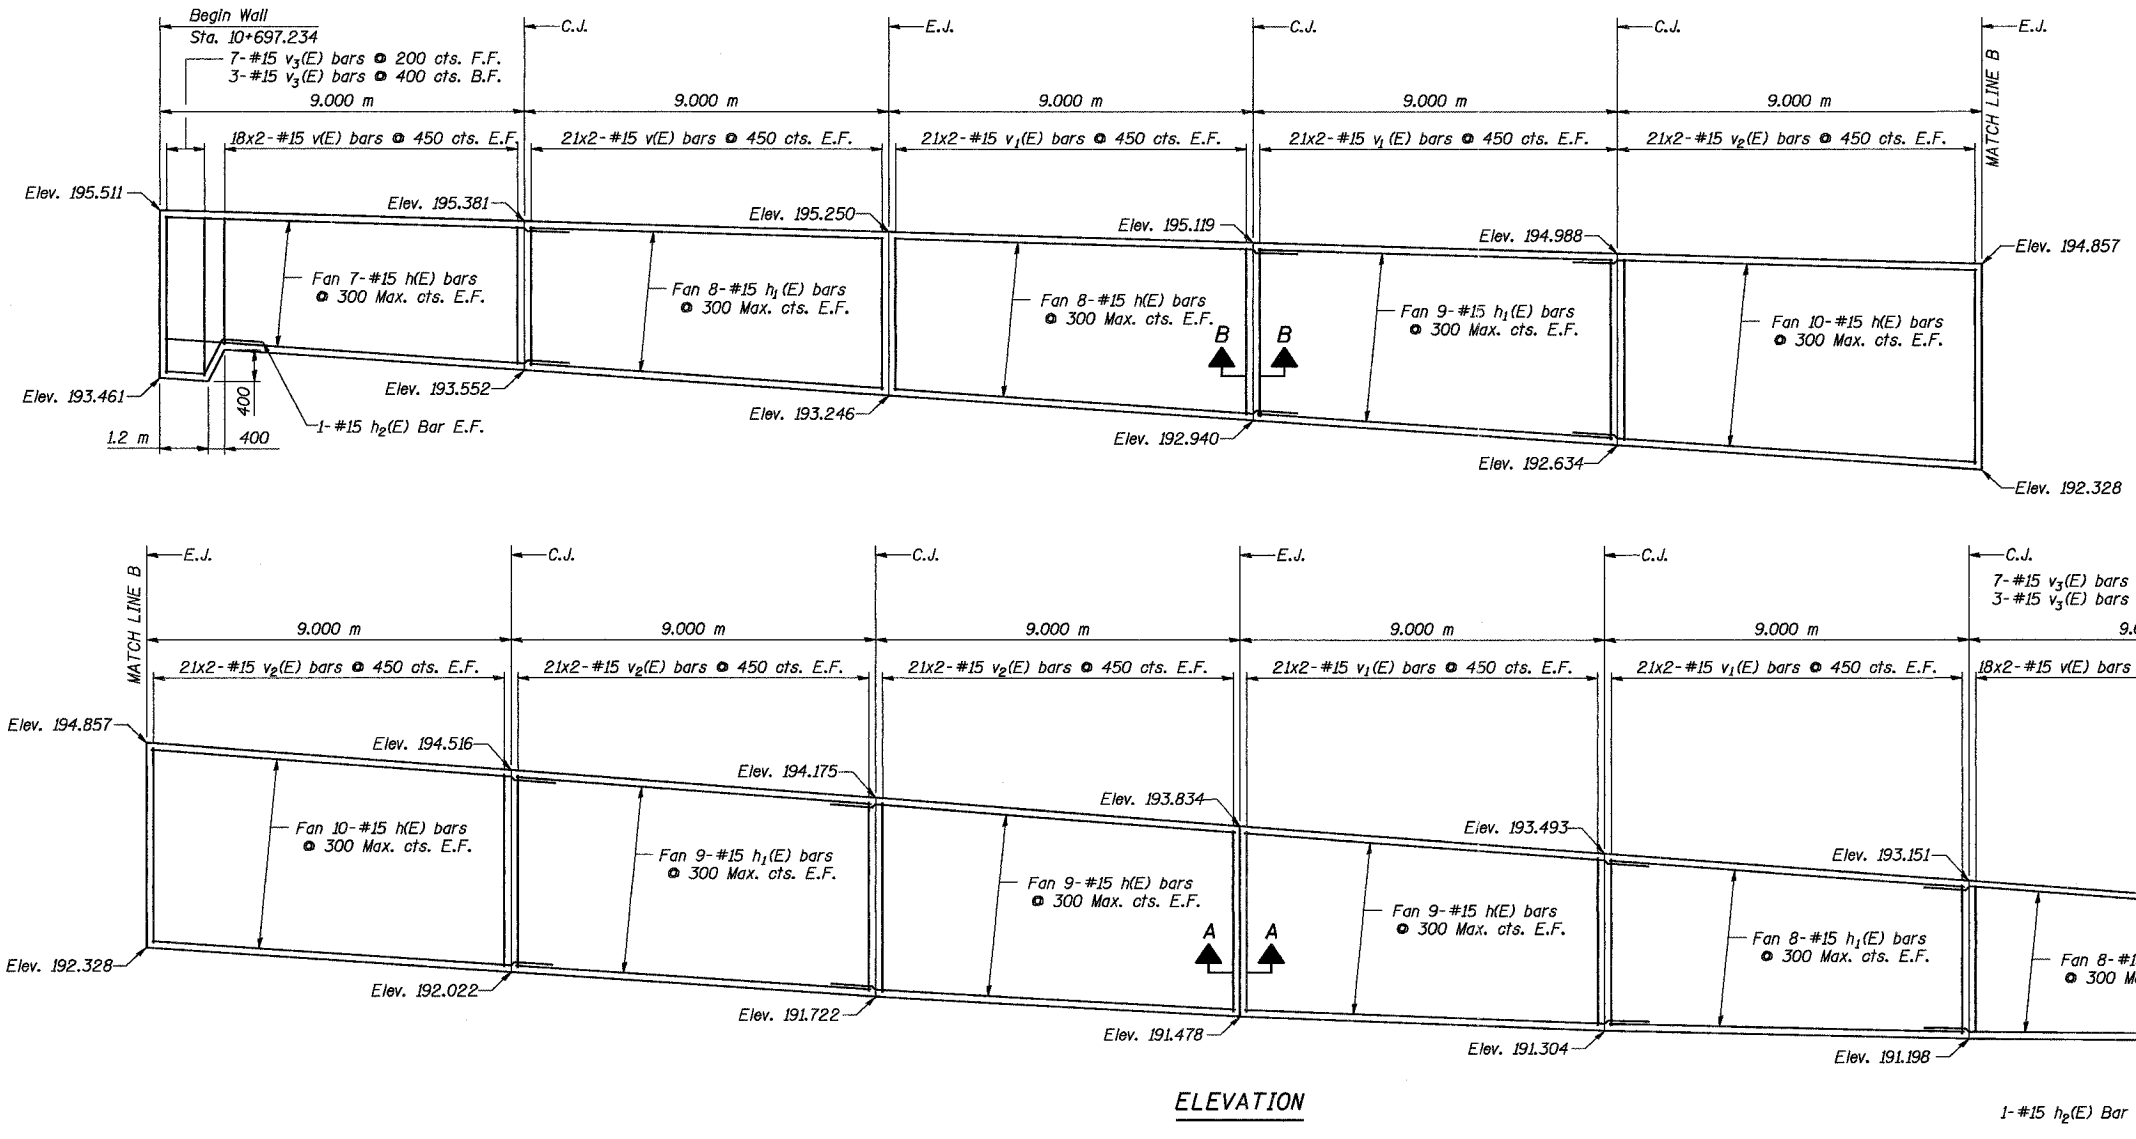 Begin Wall
Sta. 10+697.234
7-#15 v3(E) bars @ 200 cts. F.F.
3-#15 v3(E) bars @ 400 cts. B.F.
C.J.
E.J.
C.J.
C.J.
E.J.
MATCH LINE B
9.000 m
9.000 m
9.000 m
9.000 m
9.000 m
18x2-#15 v(E) bars @ 450 cts. E.F.
21x2-#15 v(E) bars @ 450 cts. E.F.
21x2-#15 v1(E) bars @ 450 cts. E.F.
21x2-#15 v1(E) bars @ 450 cts. E.F.
21x2-#15 v2(E) bars @ 450 cts. E.F.
Elev. 195.511
Elev. 195.381
Elev. 195.250
Elev. 195.119
Elev. 194.988
Elev. 194.857
Fan 7-#15 h(E) bars
@ 300 Max. cts. E.F.
Fan 8-#15 h1(E) bars
@ 300 Max. cts. E.F.
Fan 8-#15 h(E) bars
@ 300 Max. cts. E.F.
Fan 9-#15 h1(E) bars
@ 300 Max. cts. E.F.
Fan 10-#15 h(E) bars
@ 300 Max. cts. E.F.
B
B
Elev. 193.461
Elev. 193.552
Elev. 193.246
Elev. 192.940
Elev. 192.634
Elev. 192.328
400
1-#15 h2(E) Bar E.F.
1.2 m
400
MATCH LINE B
E.J.
C.J.
C.J.
E.J.
C.J.
C.J.
7-#15 v3(E) bars
3-#15 v3(E) bars
9.000 m
9.000 m
9.000 m
9.000 m
9.000 m
21x2-#15 v2(E) bars @ 450 cts. E.F.
21x2-#15 v2(E) bars @ 450 cts. E.F.
21x2-#15 v2(E) bars @ 450 cts. E.F.
21x2-#15 v1(E) bars @ 450 cts. E.F.
21x2-#15 v1(E) bars @ 450 cts. E.F.
18x2-#15 v(E) bars
Elev. 194.857
Elev. 194.516
Elev. 194.175
Elev. 193.834
Elev. 193.493
Elev. 193.151
Fan 10-#15 h(E) bars
@ 300 Max. cts. E.F.
Fan 9-#15 h1(E) bars
@ 300 Max. cts. E.F.
Fan 9-#15 h(E) bars
@ 300 Max. cts. E.F.
Fan 9-#15 h(E) bars
@ 300 Max. cts. E.F.
Fan 8-#15 h1(E) bars
@ 300 Max. cts. E.F.
Fan 8-#1
@ 300
A
A
Elev. 192.328
Elev. 192.022
Elev. 191.722
Elev. 191.478
Elev. 191.304
Elev. 191.198
ELEVATION
1-#15 h2(E) Bar